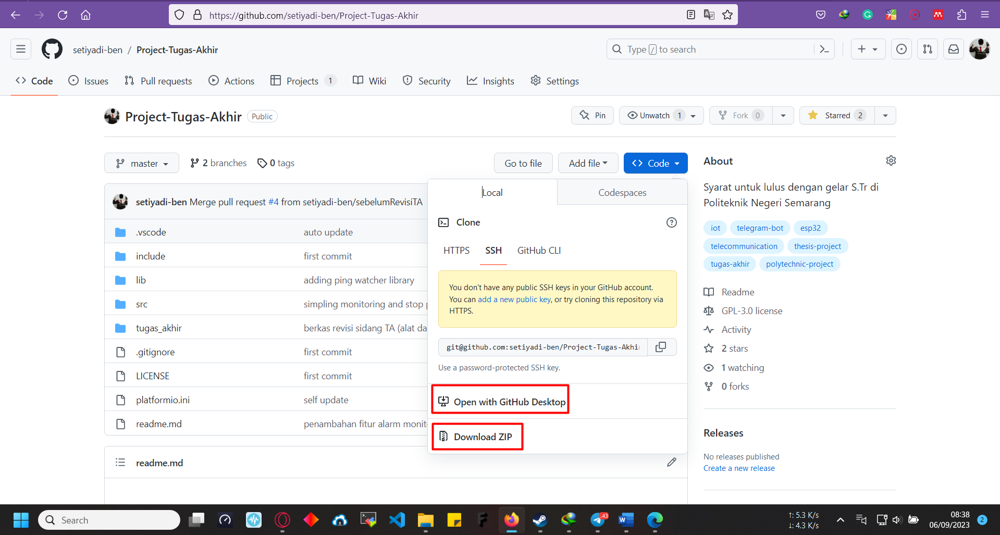 https://github.com/setiyadi-ben/Project-Tugas-Akhir
setiyadi-ben / Project-Tugas-Akhir
Type / to search
Code
Issues
Pull requests
Actions
Projects 1
Wiki
Security
Insights
Settings
Project-Tugas-Akhir Public
Pin
Unwatch 1
Fork 0
Starred 2
master
2 branches
0 tags
Go to file
Add file
Code
setiyadi-ben Merge pull request #4 from setiyadi-ben/sebelumRevisiTA
.vscode auto update
include first commit
lib adding ping watcher library
src simpling monitoring and stop
tugas_akhir berkas revisi sidang TA (alat da
.gitignore first commit
LICENSE first commit
platformio.ini self update
readme.md penambahan fitur alarm monit
readme.md
Local
Codespaces
Clone
HTTPS
SSH
GitHub CLI
You don't have any public SSH keys in your GitHub account.
You can add a new public key, or try cloning this repository via
HTTPS.
git@github.com:setiyadi-ben/Project-Tugas-Akhir
Use a password-protected SSH key.
Open with GitHub Desktop
Download ZIP
About
Syarat untuk lulus dengan gelar S.Tr di
Politeknik Negeri Semarang
iot telegram-bot esp32
telecommunication thesis-project
tugas-akhir polytechnic-project
Readme
GPL-3.0 license
Activity
2 stars
1 watching
0 forks
Releases
No releases published
Create a new release
Search
43
↑: 5.3 K/s
↓: 4.3 K/s
08:38
06/09/2023
2